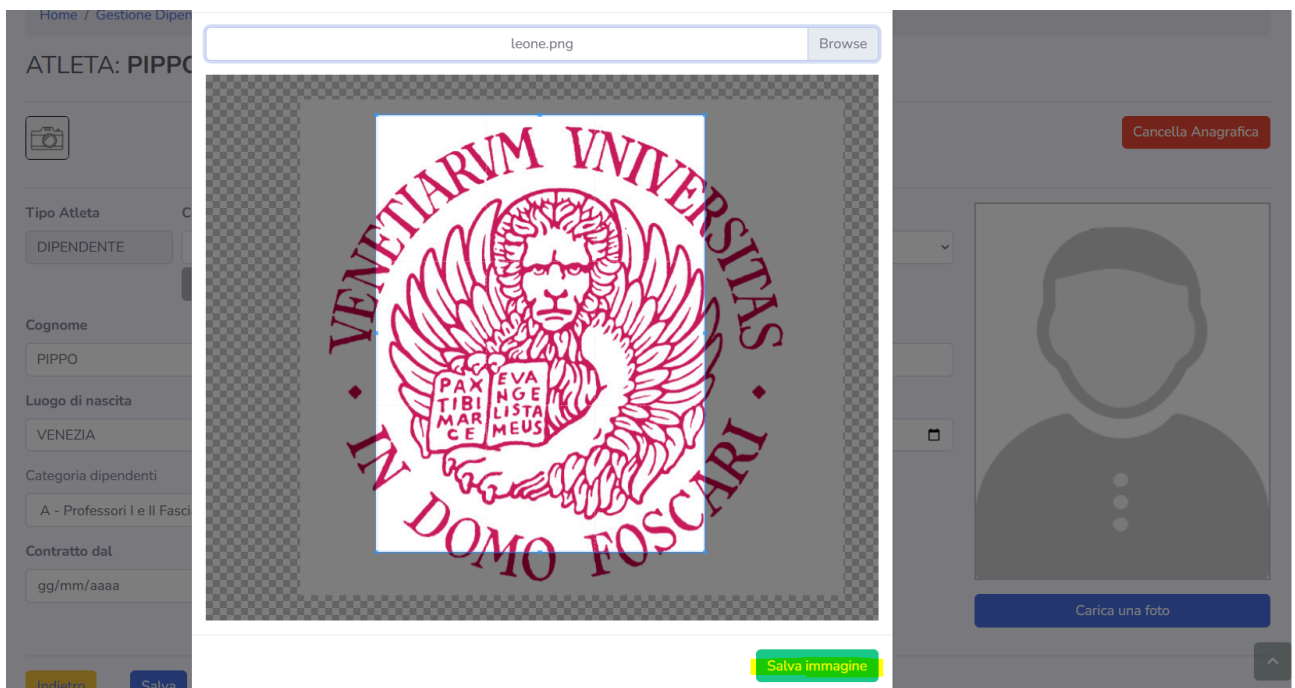 Home / Gestione Dipen
leone.png Browse
ATLETA: PIPPO
Cancella Anagrafica
VENETIARVM VNIVERSITAS
· IN DOMO FOSCARI ·
PAX
TIBI
MAR
CE
EVA
NGE
LISTA
MEUS
Tipo Atleta C
DIPENDENTE
Cognome
PIPPO
Luogo di nascita
VENEZIA
Categoria dipendenti
A - Professori I e II Fasci
Contratto dal
gg/mm/aaaa
Carica una foto
Salva immagine
Indietro Salva